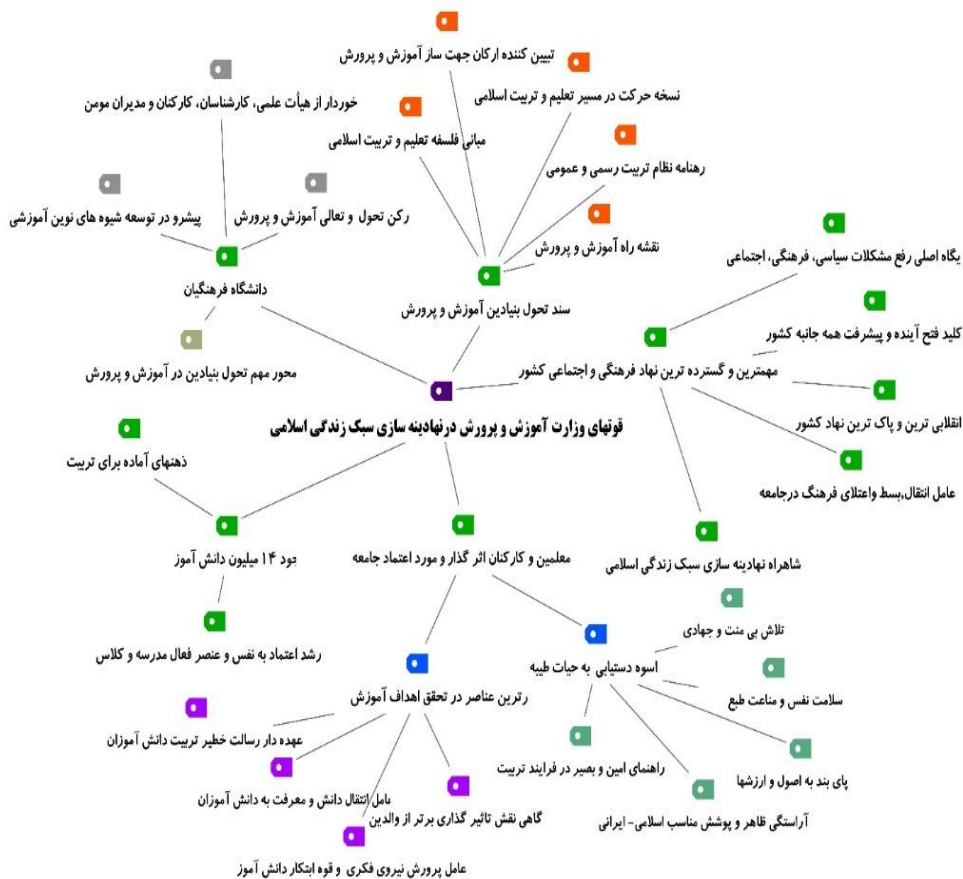 تبیین کننده ارکان جهت ساز آموزش و پرورش
نسخه حرکت در مسیر تعلیم و تربیت اسلامی
خوردار از هیأت علمی، کارشناسان، کارکنان و مدیران مومن
مبانی فلسفه تعلیم و تربیت اسلامی
رهنامه نظام تربیت رسمی و عمومی
رکن تحول و تعالی آموزش و پرورش
پیشرو در توسعه شیوه های نوین آموزشی
نقشه راه آموزش و پرورش
یگاه اصلی رفع مشکلات سیاسی، فرهنگی، اجتماعی
دانشگاه فرهنگیان
سند تحول بنیادین آموزش و پرورش
کلید فتح آینده و پیشرفت همه جانبه کشور
مهمترین و گسترده ترین نهاد فرهنگی و اجتماعی کشور
محور مهم تحول بنیادین در آموزش و پرورش
انقلابی ترین و پاک ترین نهاد کشور
قوتهای وزارت آموزش و پرورش درنهادینه سازی سبک زندگی اسلامی
ذهنهای آماده برای تربیت
عامل انتقال,بسط واعتلای فرهنگ درجامعه
جود ۱۴ میلیون دانش آموز
معلمین و کارکنان اثر گذار و مورد اعتماد جامعه
شاهراه نهادینه سازی سبک زندگی اسلامی
تلاش بی منت و جهادی
رشد اعتماد به نفس و عنصر فعال مدرسه و کلاس
اسوه دستیابی به حیات طیبه
رترین عناصر در تحقق اهداف آموزش
سلامت نفس و مناعت طبع
عهده دار رسالت خطیر تربیت دانش آموزان
راهنمای امین و بصیر در فرایند تربیت
پای بند به اصول و ارزشها
عامل انتقال دانش و معرفت به دانش آموزان
گاهی نقش تاثیر گذاری برتر از والدین
آراستگی ظاهر و پوشش مناسب اسلامی- ایرانی
عامل پرورش نیروی فکری و قوه ابتکار دانش آموز